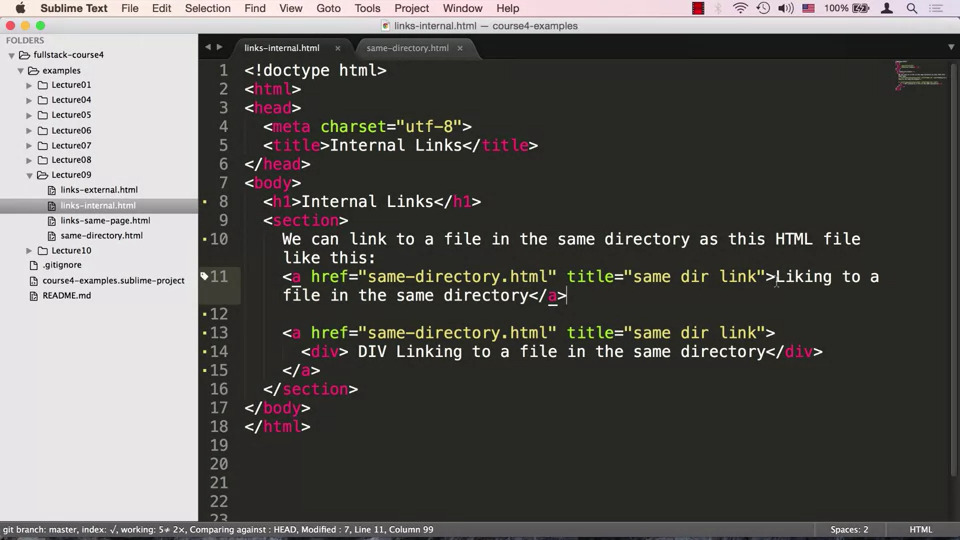 Sublime Text File Edit Selection Find View Goto Tools Project Window Help 100%
links-internal.html — course4-examples
FOLDERS
fullstack-course4
examples
Lecture01
Lecture04
Lecture05
Lecture06
Lecture07
Lecture08
Lecture09
links-external.html
links-internal.html
links-same-page.html
same-directory.html
Lecture10
.gitignore
course4-examples.sublime-project
README.md
links-internal.html × same-directory.html ×
1 <!doctype html>
2 <html>
3 <head>
4 <meta charset="utf-8">
5 <title>Internal Links</title>
6 </head>
7 <body>
8 <h1>Internal Links</h1>
9 <section>
10 We can link to a file in the same directory as this HTML file
like this:
11 <a href="same-directory.html" title="same dir link">Liking to a
file in the same directory</a>
12
13 <a href="same-directory.html" title="same dir link">
14 <div> DIV Linking to a file in the same directory</div>
15 </a>
16 </section>
17 </body>
18 </html>
19
20
21
22
23
git branch: master, index: √, working: 5≠ 2×, Comparing against : HEAD, Modified : 7, Line 11, Column 99 Spaces: 2 HTML